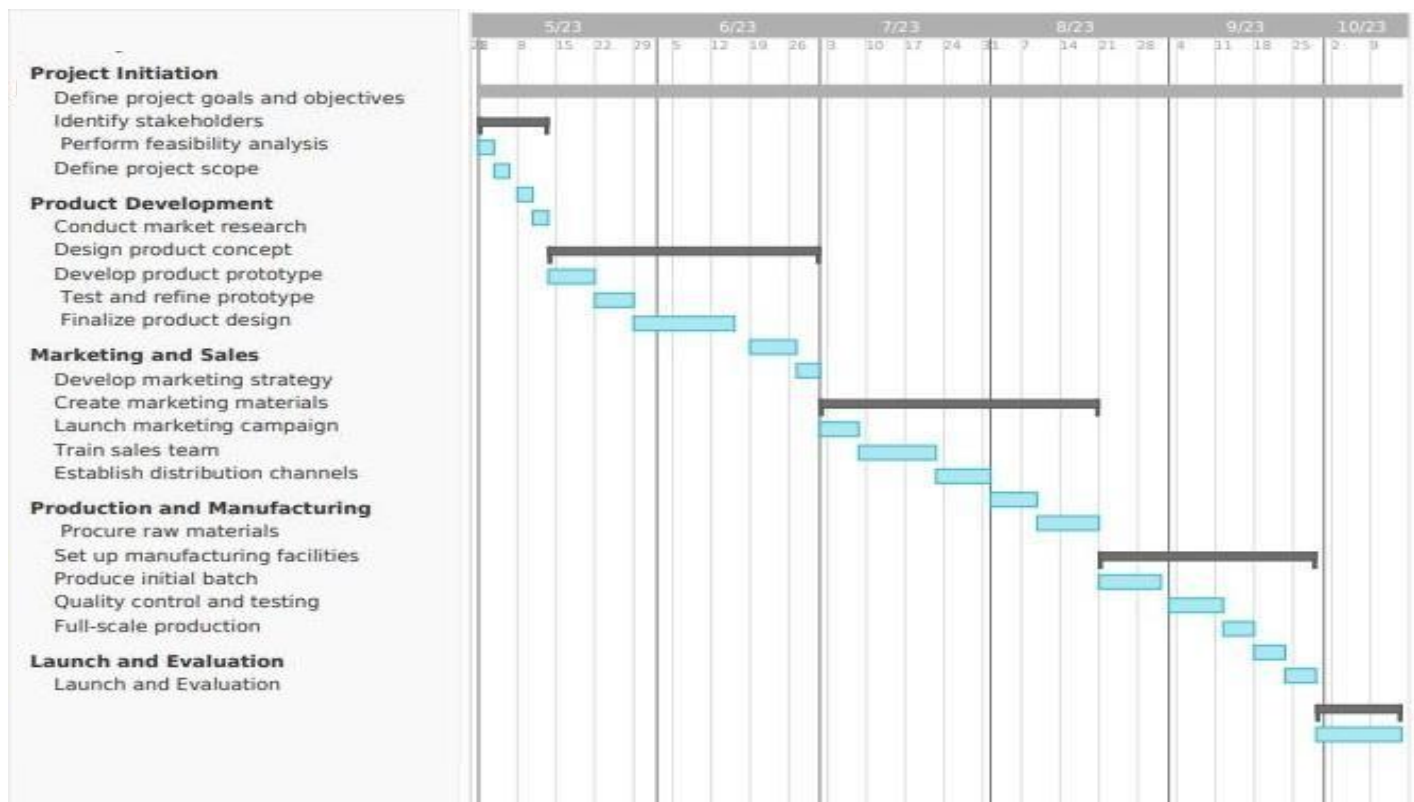 5/23 6/23 7/23 8/23 9/23 10/23
8 15 22 29 5 12 19 26 3 10 17 24 31 7 14 21 28 4 11 18 25 2 9
Project Initiation
Define project goals and objectives
Identify stakeholders
Perform feasibility analysis
Define project scope
Product Development
Conduct market research
Design product concept
Develop product prototype
Test and refine prototype
Finalize product design
Marketing and Sales
Develop marketing strategy
Create marketing materials
Launch marketing campaign
Train sales team
Establish distribution channels
Production and Manufacturing
Procure raw materials
Set up manufacturing facilities
Produce initial batch
Quality control and testing
Full-scale production
Launch and Evaluation
Launch and Evaluation